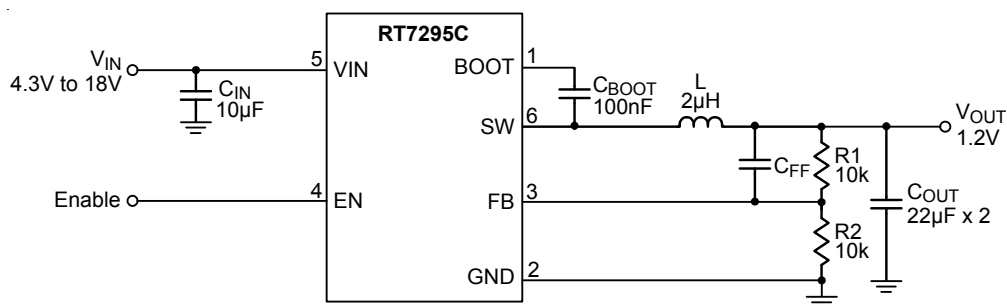 RT7295C
VIN
4.3V to 18V
CIN
10µF
5
VIN
BOOT
1
CBOOT
100nF
L
2µH
SW
6
VOUT
1.2V
CFF
R1
10k
Enable
4
EN
FB
3
COUT
22µF x 2
R2
10k
GND
2